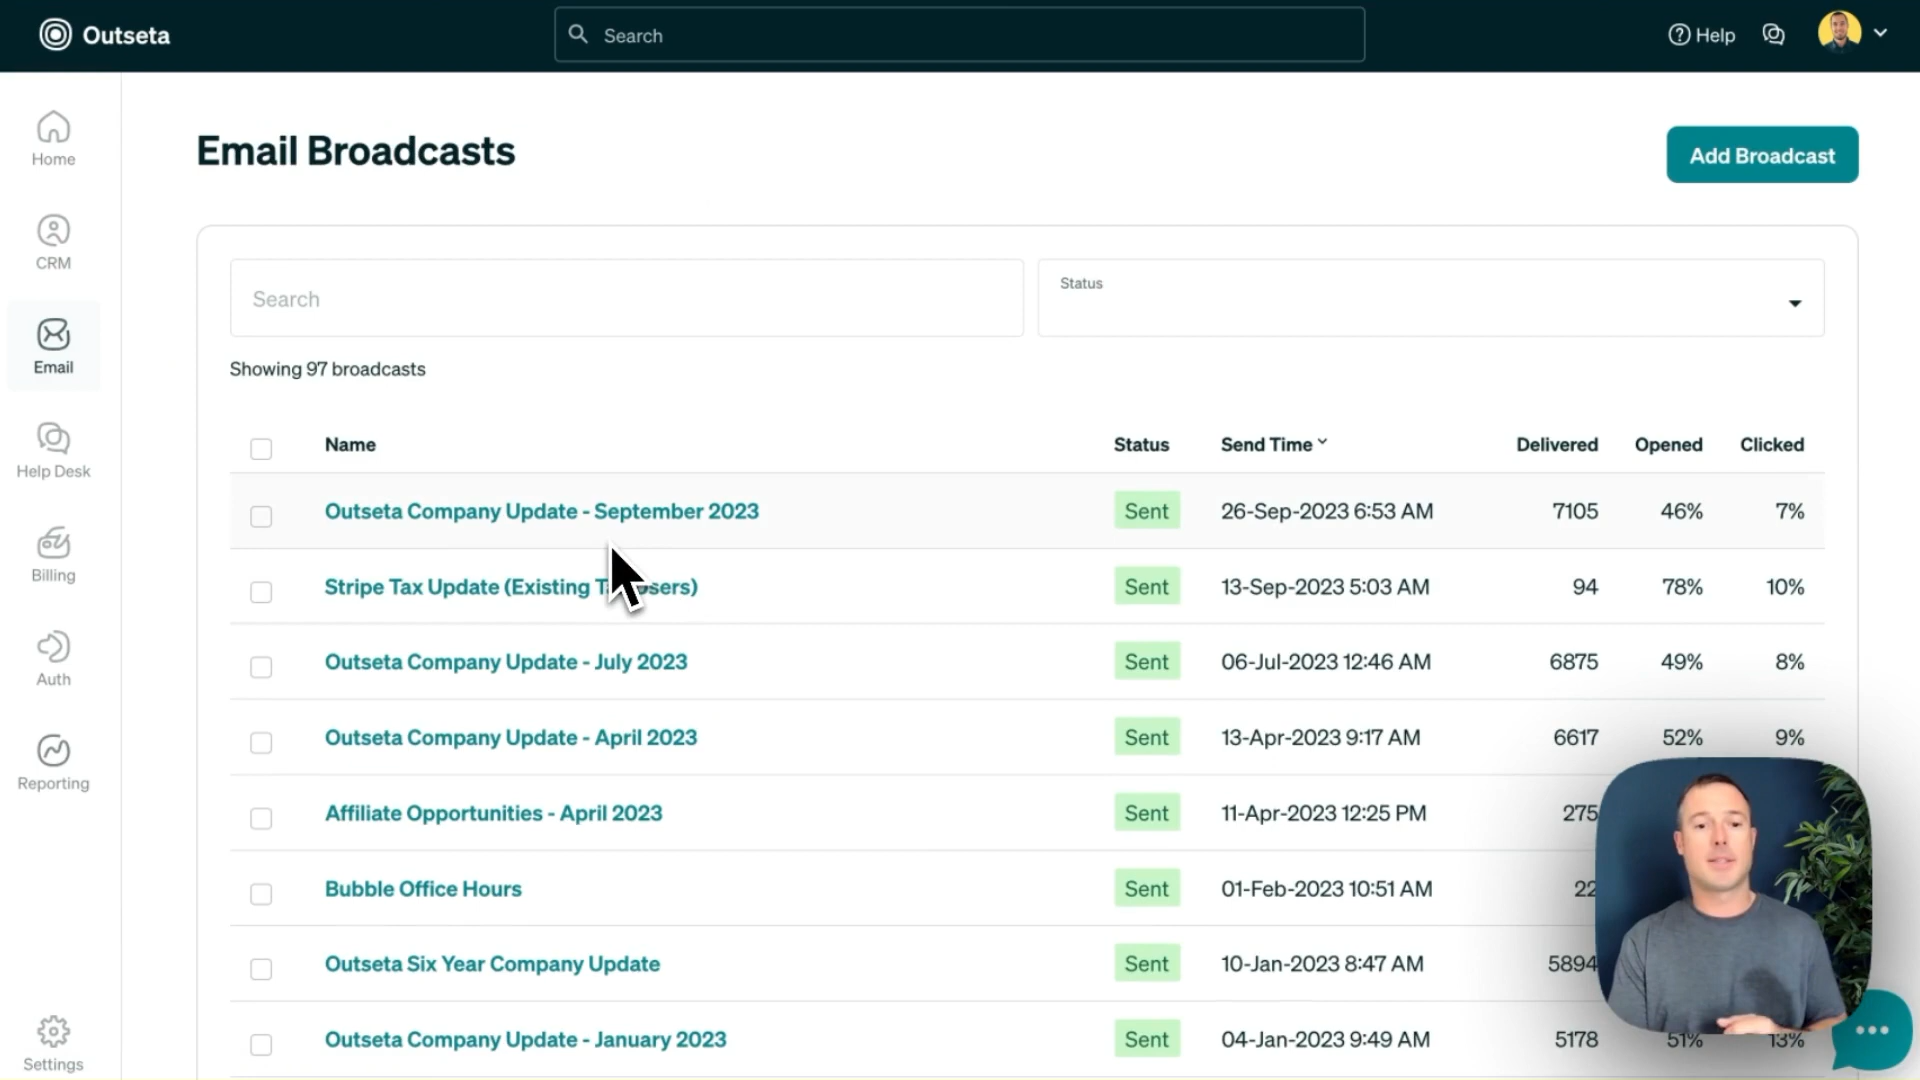 Outseta
Search
Help
Home
CRM
Email
Help Desk
Billing
Auth
Reporting
Settings
Email Broadcasts
Add Broadcast
Search
Status
Showing 97 broadcasts
Name Status Send Time Delivered Opened Clicked
Outseta Company Update - September 2023 Sent 26-Sep-2023 6:53 AM 7105 46% 7%
Stripe Tax Update (Existing Sent 13-Sep-2023 5:03 AM 94 78% 10%
Outseta Company Update - July 2023 Sent 06-Jul-2023 12:46 AM 6875 49% 8%
Outseta Company Update - April 2023 Sent 13-Apr-2023 9:17 AM 6617 52% 9%
Affiliate Opportunities - April 2023 Sent 11-Apr-2023 12:25 PM 275
Bubble Office Hours Sent 01-Feb-2023 10:51 AM 22
Outseta Six Year Company Update Sent 10-Jan-2023 8:47 AM 5894
Outseta Company Update - January 2023 Sent 04-Jan-2023 9:49 AM 5178 51% 13%